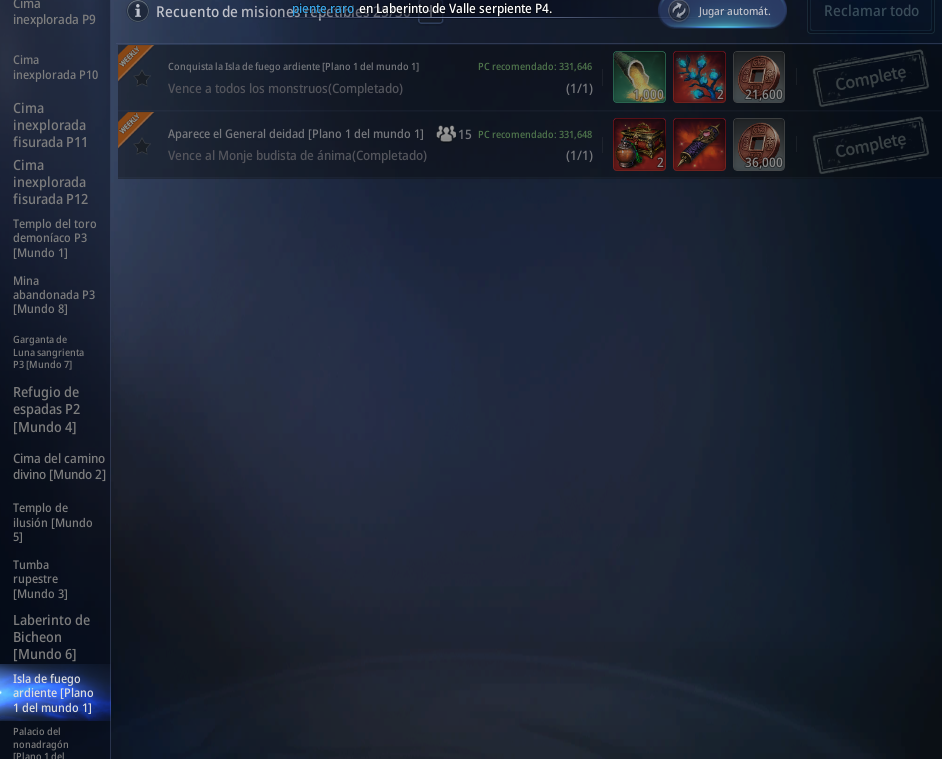 Cima
inexplorada P9
Cima
inexplorada P10
Cima
inexplorada
fisurada P11
Cima
inexplorada
fisurada P12
Templo del toro
demoníaco P3
[Mundo 1]
Mina
abandonada P3
[Mundo 8]
Garganta de
Luna sangrienta
P3 [Mundo 7]
Refugio de
espadas P2
[Mundo 4]
Cima del camino
divino [Mundo 2]
Templo de
ilusión [Mundo
5]
Tumba
rupestre
[Mundo 3]
Laberinto de
Bicheon
[Mundo 6]
Isla de fuego
ardiente [Plano
1 del mundo 1]
Palacio del
nonadragón
[Plano 1 del
Recuento de misiones repetibles
raro en Laberinto de Valle serpiente P4.
Jugar automát.
Reclamar todo
WEEKLY
Conquista la Isla de fuego ardiente [Plano 1 del mundo 1]
PC recomendado: 331,646
Vence a todos los monstruos(Completado)
(1/1)
1,000
2
21,600
Complete
WEEKLY
Aparece el General deidad [Plano 1 del mundo 1]
15
PC recomendado: 331,648
Vence al Monje budista de ánima(Completado)
(1/1)
2
36,000
Complete